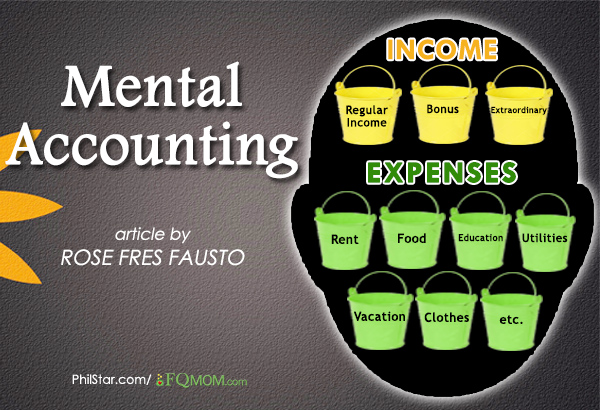 Mental
Accounting
article by
ROSE FRES FAUSTO
PhilStar.com/ FQMOM.com
INCOME
Regular
Income
Bonus
Extraordinary
EXPENSES
Rent
Food
Education
Utilities
Vacation
Clothes
etc.